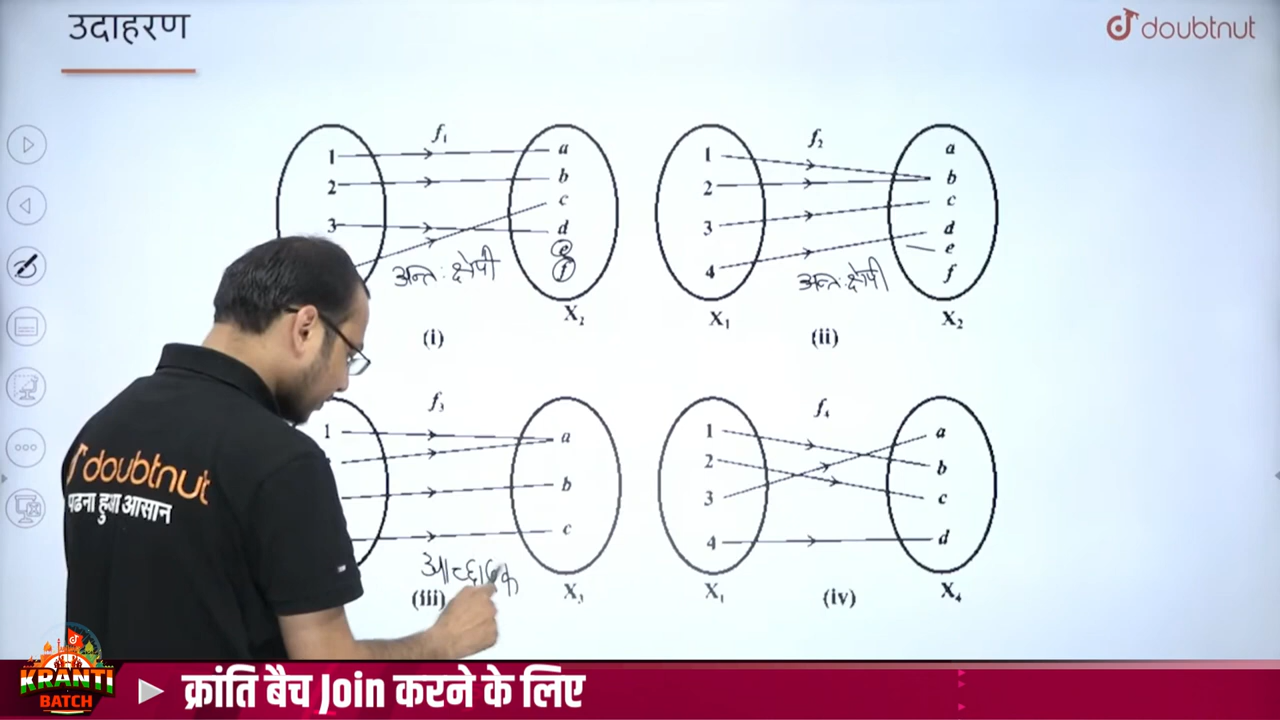 उदाहरण
doubtnut
f₁
1
2
3
a
b
c
d
e
f
अन्तः क्षेपी
X₂
(i)
f₂
1
2
3
4
a
b
c
d
e
f
अन्तः क्षेपी
X₁
X₂
(ii)
f₃
1
a
b
c
आच्छादक
X₃
(iii)
f₄
1
2
3
4
a
b
c
d
X₁
X₄
(iv)
doubtnut
पढना हुआ आसान
KRANTI
BATCH
क्रांति बैच Join करने के लिए